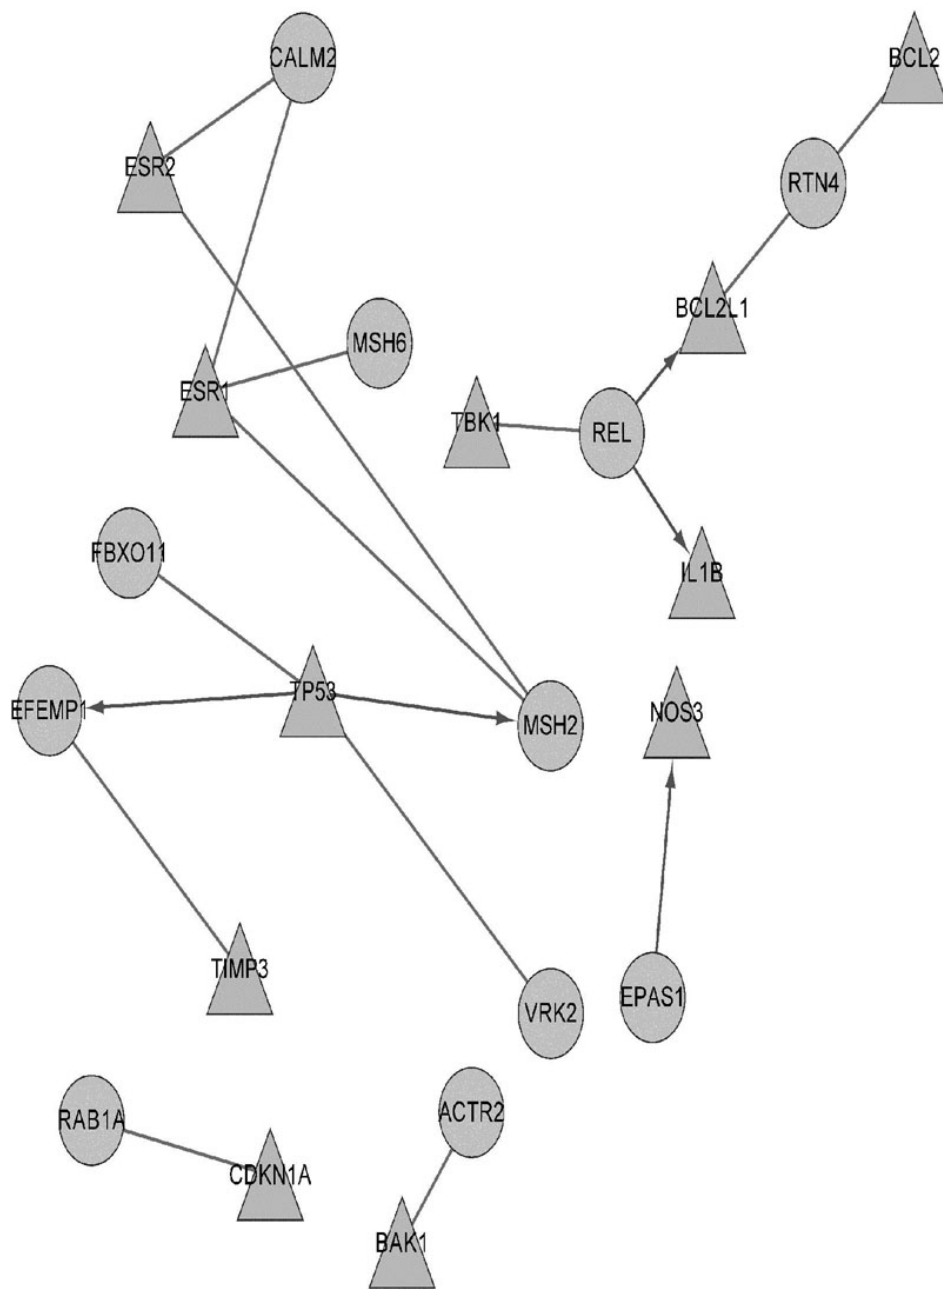 CALM2
BCL2
ESR2
RTN4
BCL2L1
MSH6
ESR1
TBK1
REL
FBXO11
IL1B
TP53
EFEMP1
MSH2
NOS3
TIMP3
VRK2
EPAS1
RAB1A
ACTR2
CDKN1A
BAK1